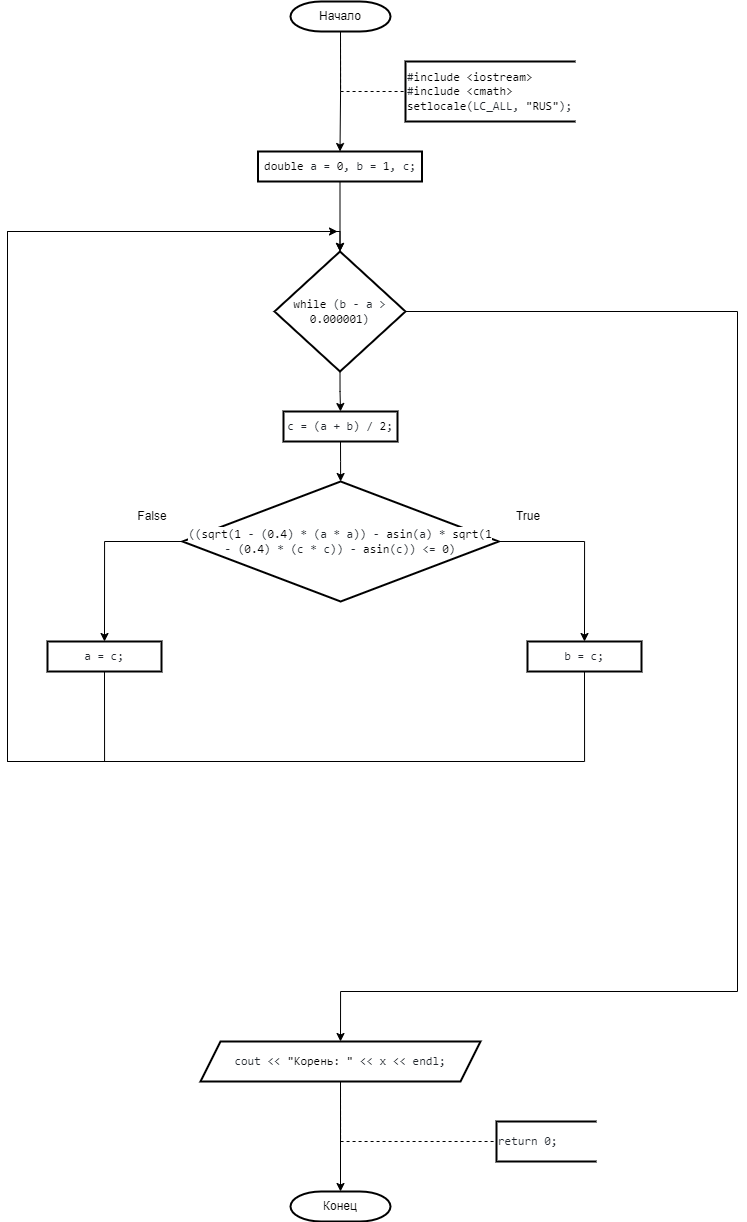 Начало
#include <iostream>
#include <cmath>
setlocale(LC_ALL, "RUS");
double a = 0, b = 1, c;
while (b - a >
0.000001)
c = (a + b) / 2;
False
True
((sqrt(1 - (0.4) * (a * a)) - asin(a) * sqrt(1
- (0.4) * (c * c)) - asin(c)) <= 0)
a = c;
b = c;
cout << "Корень: " << x << endl;
return 0;
Конец